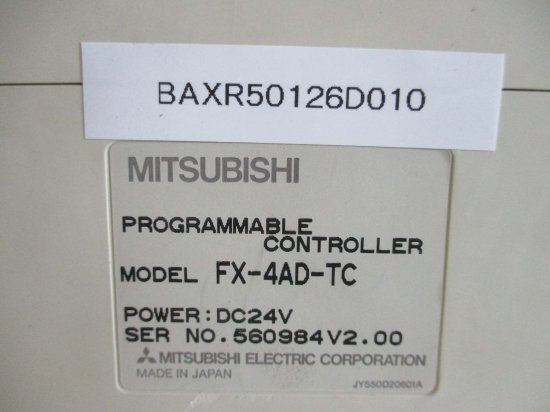 BAXR50126D010
MITSUBISHI
PROGRAMMABLE
CONTROLLER
MODEL FX-4AD-TC
POWER:DC24V
SER NO.560984V2.00
MITSUBISHI ELECTRIC CORPORATION
MADE IN JAPAN
JY550D20601A